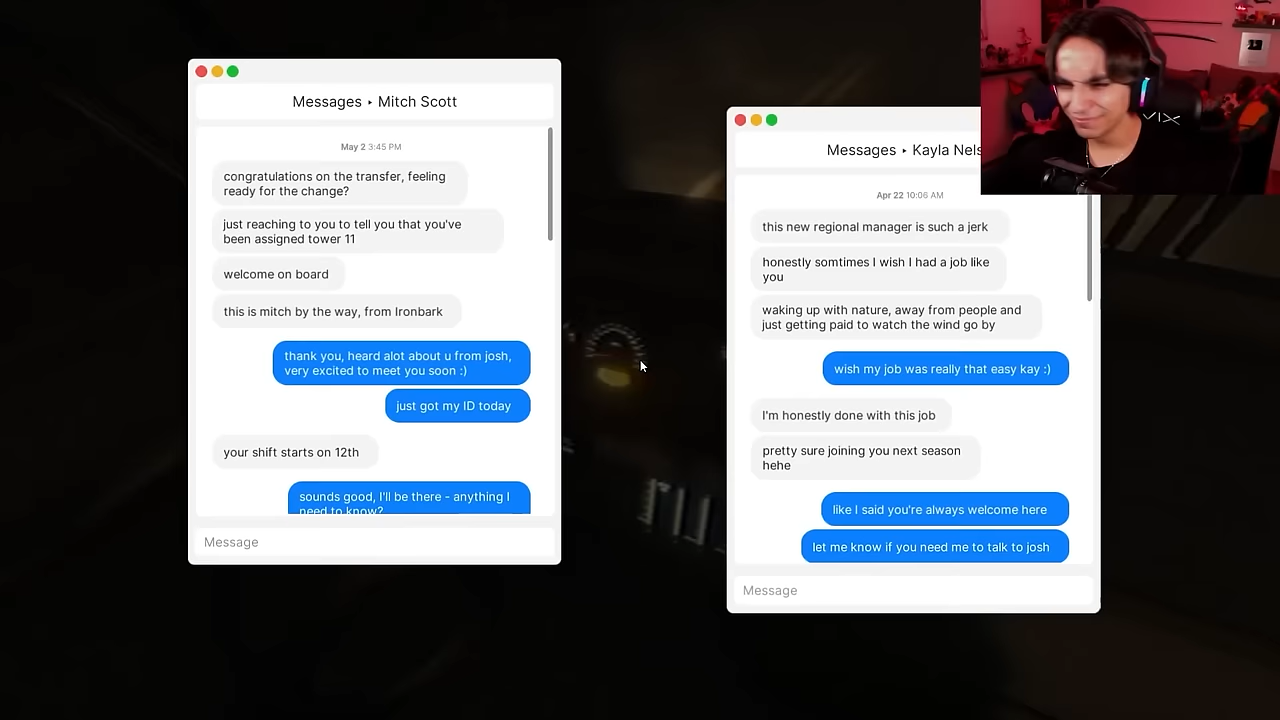 Messages ▸ Mitch Scott
May 2 3:45 PM
congratulations on the transfer, feeling
ready for the change?
just reaching to you to tell you that you've
been assigned tower 11
welcome on board
this is mitch by the way, from Ironbark
thank you, heard alot about u from josh,
very excited to meet you soon :)
just got my ID today
your shift starts on 12th
sounds good, I'll be there - anything I
need to know?
Message
Messages ▸ Kayla Nels
Apr 22 10:06 AM
this new regional manager is such a jerk
honestly somtimes I wish I had a job like
you
waking up with nature, away from people and
just getting paid to watch the wind go by
wish my job was really that easy kay :)
I'm honestly done with this job
pretty sure joining you next season
hehe
like I said you're always welcome here
let me know if you need me to talk to josh
Message